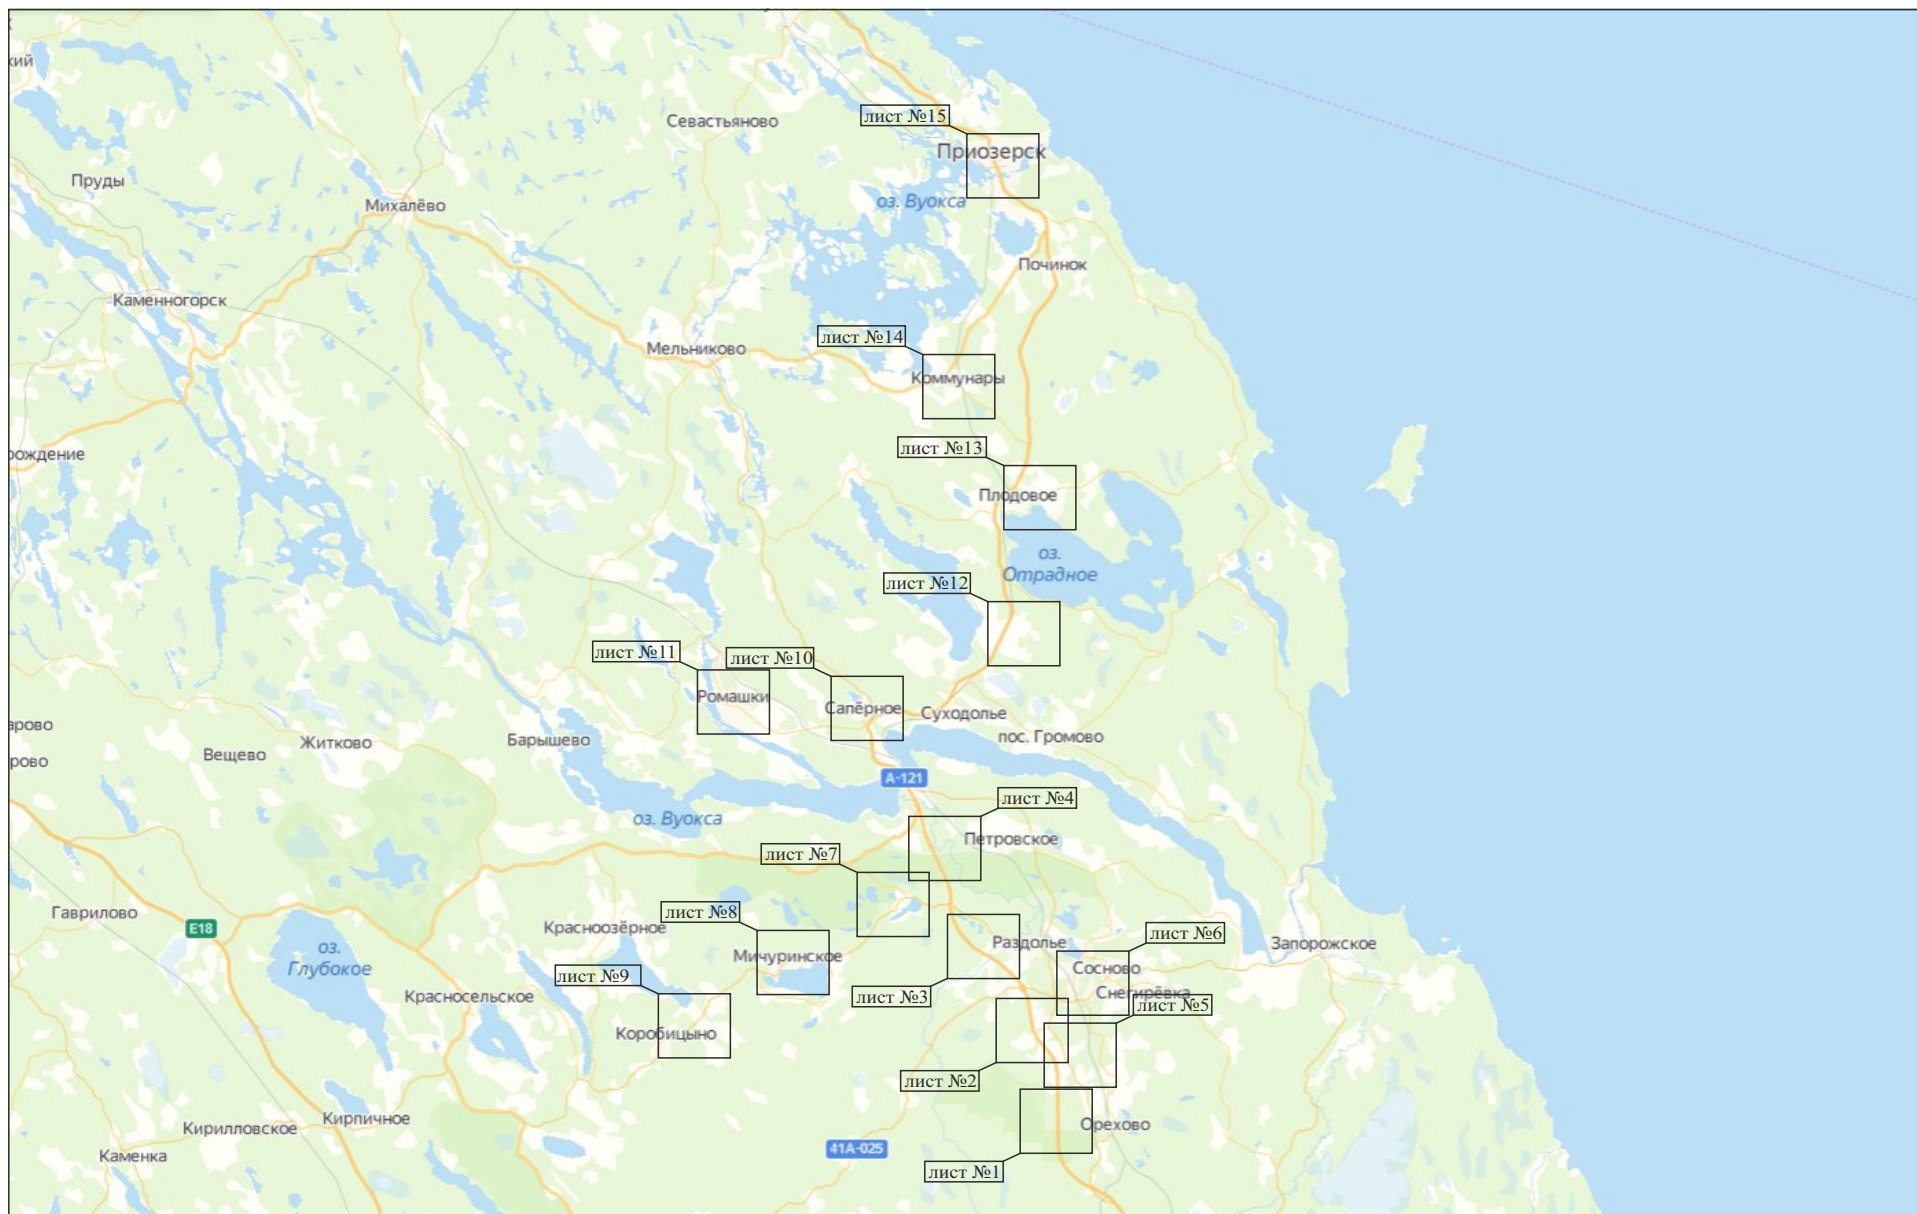 кий
Севастьяново
лист №15
Приозерск
Пруды
Михалёво
оз. Вуокса
Починок
Каменногорск
лист №14
Мельниково
Коммунары
лист №13
рождение
Плодовое
оз.
Отрадное
лист №12
лист №11
лист №10
Ромашки
Сапёрное
Суходолье
арово
Житково
Барышево
пос. Громово
Вещево
рово
А-121
лист №4
оз. Вуокса
Петровское
лист №7
Гаврилово
лист №8
E18
Красноозёрное
лист №6
оз.
Глубокое
Мичуринское
Раздолье
Запорожское
лист №9
Сосново
Красносельское
лист №3
Снегирёвка
лист №5
Коробицыно
лист №2
Кирпичное
Кирилловское
Орехово
Каменка
41А-025
лист №1